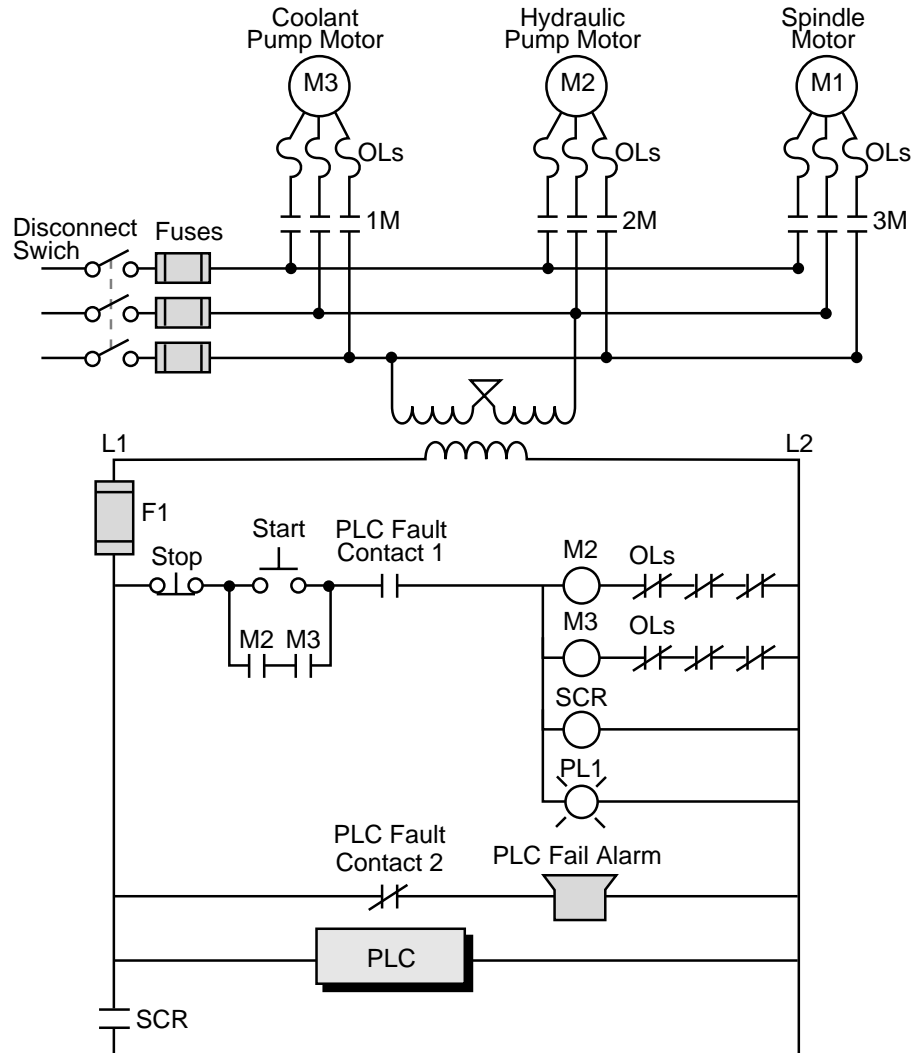 Coolant
Pump Motor
Hydraulic
Pump Motor
Spindle
Motor
M3
M2
M1
OLs
OLs
OLs
1M
2M
3M
Disconnect
Swich
Fuses
L1
L2
F1
Stop
Start
PLC Fault
Contact 1
M2
OLs
M2
M3
M3
OLs
SCR
PL1
PLC Fault
Contact 2
PLC Fail Alarm
PLC
SCR